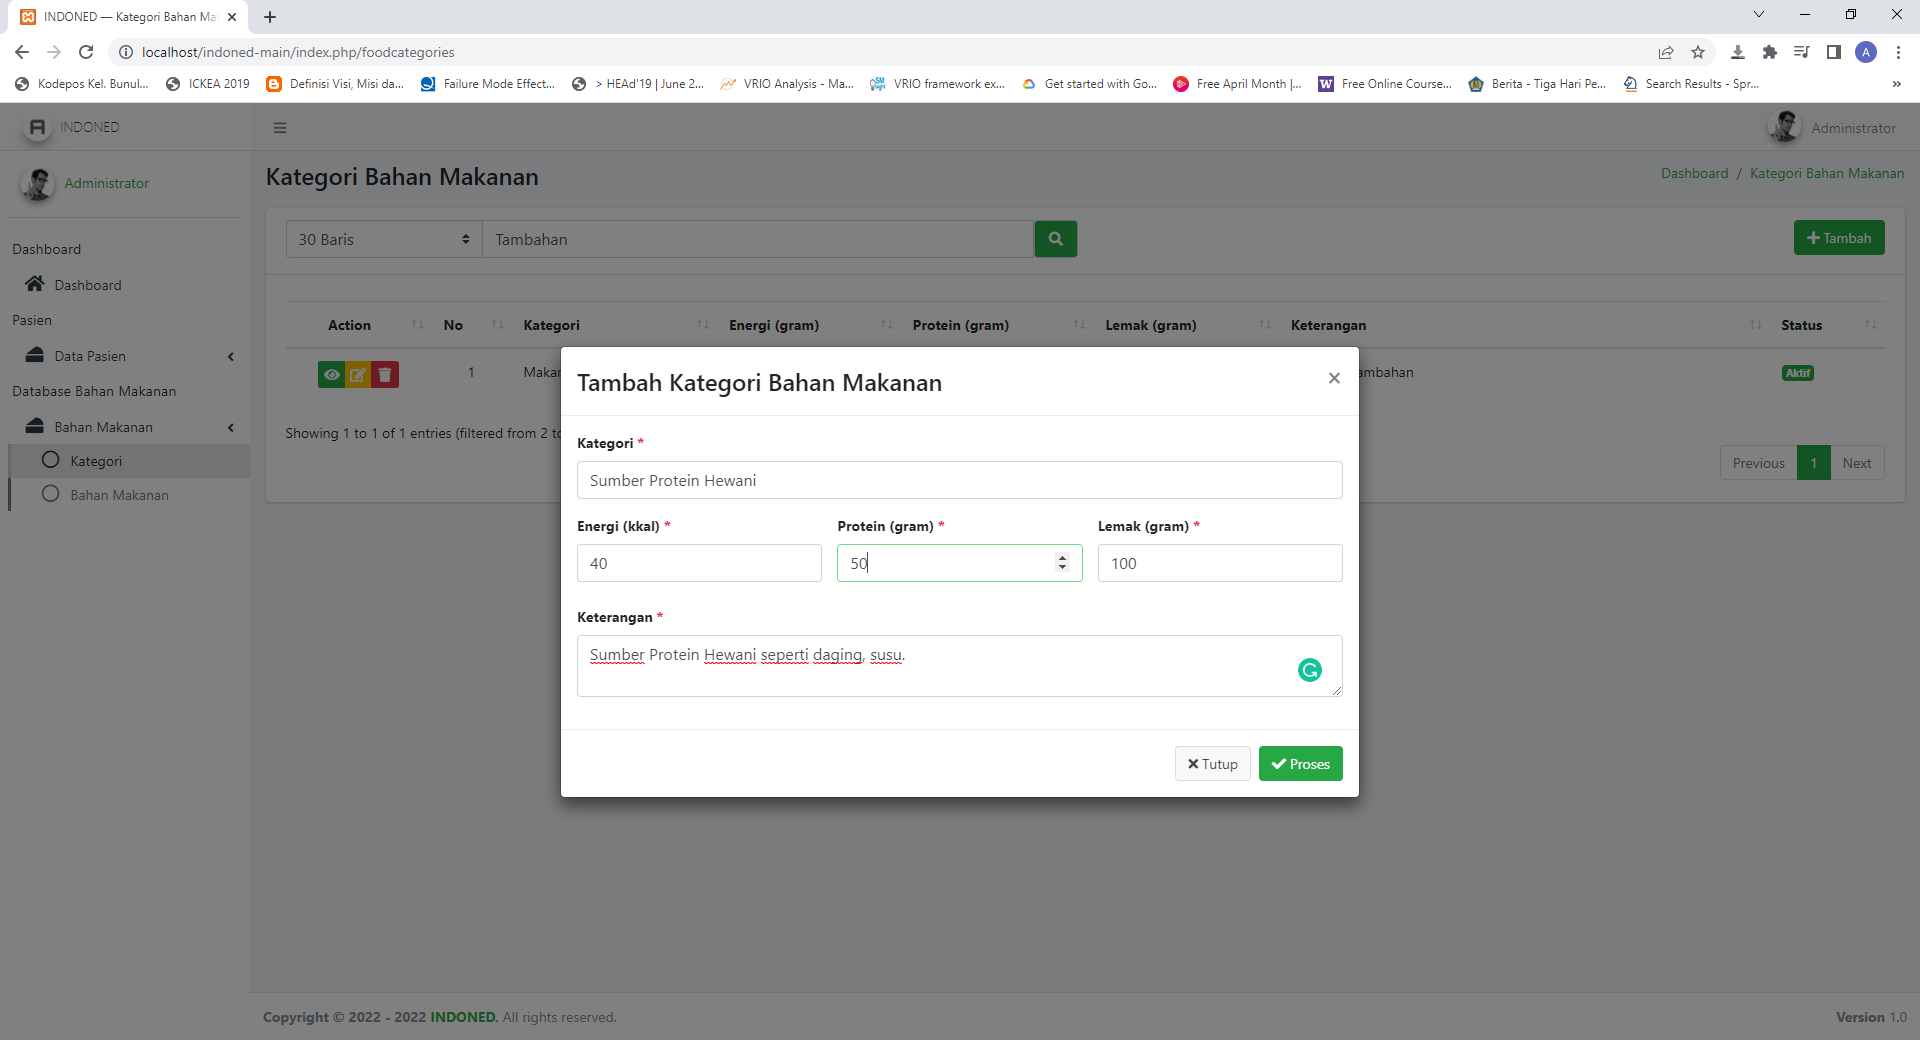 INDONED — Kategori Bahan Ma
localhost/indoned-main/index.php/foodcategories
A
Kodepos Kel. Bunul...
ICKEA 2019
Definisi Visi, Misi da...
Failure Mode Effect...
> HEAd'19 | June 2...
VRIO Analysis - Ma...
VRIO framework ex...
Get started with Go...
Free April Month |...
Free Online Course...
Berita - Tiga Hari Pe...
Search Results - Spr...
»
INDONED
Administrator
Administrator
Kategori Bahan Makanan
Dashboard / Kategori Bahan Makanan
Dashboard
Dashboard
Pasien
Data Pasien
Database Bahan Makanan
Bahan Makanan
Kategori
Bahan Makanan
30 Baris
Tambahan
Tambah
Action No Kategori Energi (gram) Protein (gram) Lemak (gram) Keterangan Status
1 Makan ambahan Aktif
Showing 1 to 1 of 1 entries (filtered from 2 to
Previous 1 Next
Tambah Kategori Bahan Makanan
×
Kategori *
Sumber Protein Hewani
Energi (kkal) * Protein (gram) * Lemak (gram) *
40 50 100
Keterangan *
Sumber Protein Hewani seperti daging, susu.
Tutup Proses
Copyright © 2022 - 2022 INDONED. All rights reserved.
Version 1.0